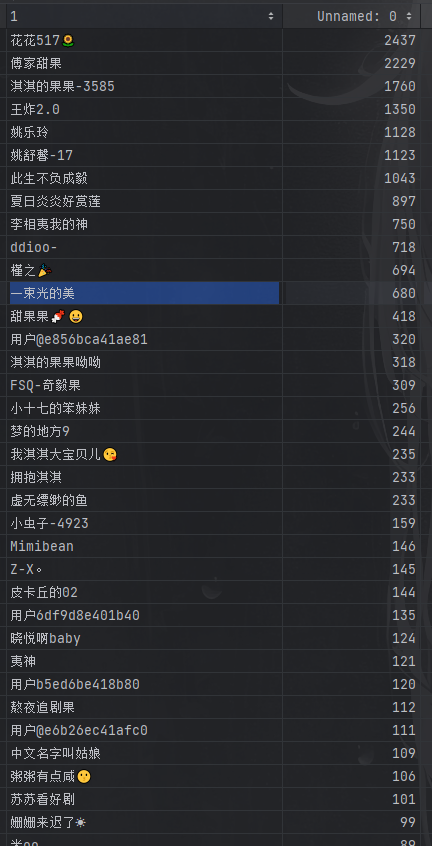 1 Unnamed: 0
花花517🌻 2437
傅家甜果 2229
淇淇的果果-3585 1760
王炸2.0 1350
姚乐玲 1128
姚舒馨-17 1123
此生不负成毅 1043
夏日炎炎好赏莲 897
李相夷我的神 750
ddioo- 718
槿之🎉 694
一束光的美 680
甜果果📌😀 418
用户@e856bca41ae81 320
淇淇的果果呦呦 318
FSQ-奇毅果 309
小十七的笨妹妹 256
梦的地方9 244
我淇淇大宝贝儿😘 235
拥抱淇淇 233
虚无缥缈的鱼 233
小虫子-4923 159
Mimibean 146
Z-X。 145
皮卡丘的02 144
用户6df9d8e401b40 135
晓悦啊baby 124
夷神 121
用户b5ed6be418b80 120
熬夜追剧果 112
用户@e6b26ec41afc0 111
中文名字叫姑娘 109
粥粥有点咸😶 106
苏苏看好剧 101
姗姗来迟了☀ 99